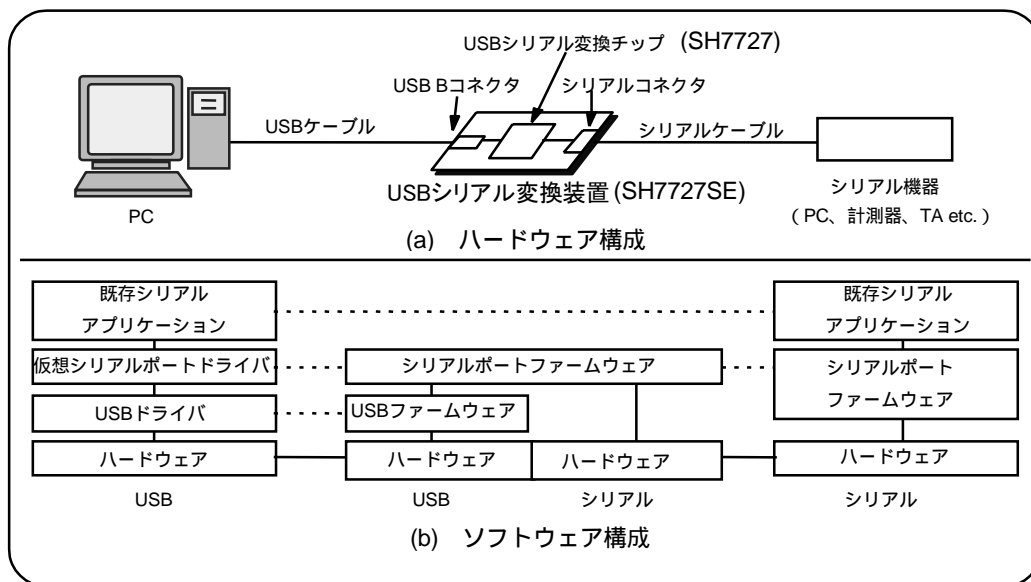 USBシリアル変換チップ (SH7727)
USB Bコネクタ
シリアルコネクタ
USBケーブル
シリアルケーブル
PC
USBシリアル変換装置(SH7727SE)
シリアル機器
(PC、計測器、TA etc.)
(a) ハードウェア構成
既存シリアル
アプリケーション
既存シリアル
アプリケーション
仮想シリアルポートドライバ
シリアルポートファームウェア
シリアルポート
ファームウェア
USBドライバ
USBファームウェア
ハードウェア
ハードウェア
ハードウェア
ハードウェア
USB
USB
シリアル
シリアル
(b) ソフトウェア構成